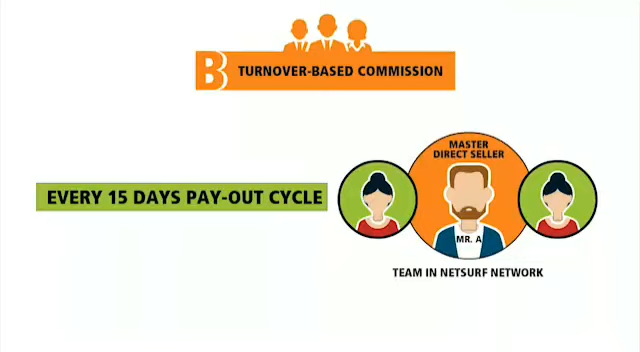 B TURNOVER-BASED COMMISSION
EVERY 15 DAYS PAY-OUT CYCLE
MASTER
DIRECT SELLER
MR. A
TEAM IN NETSURF NETWORK